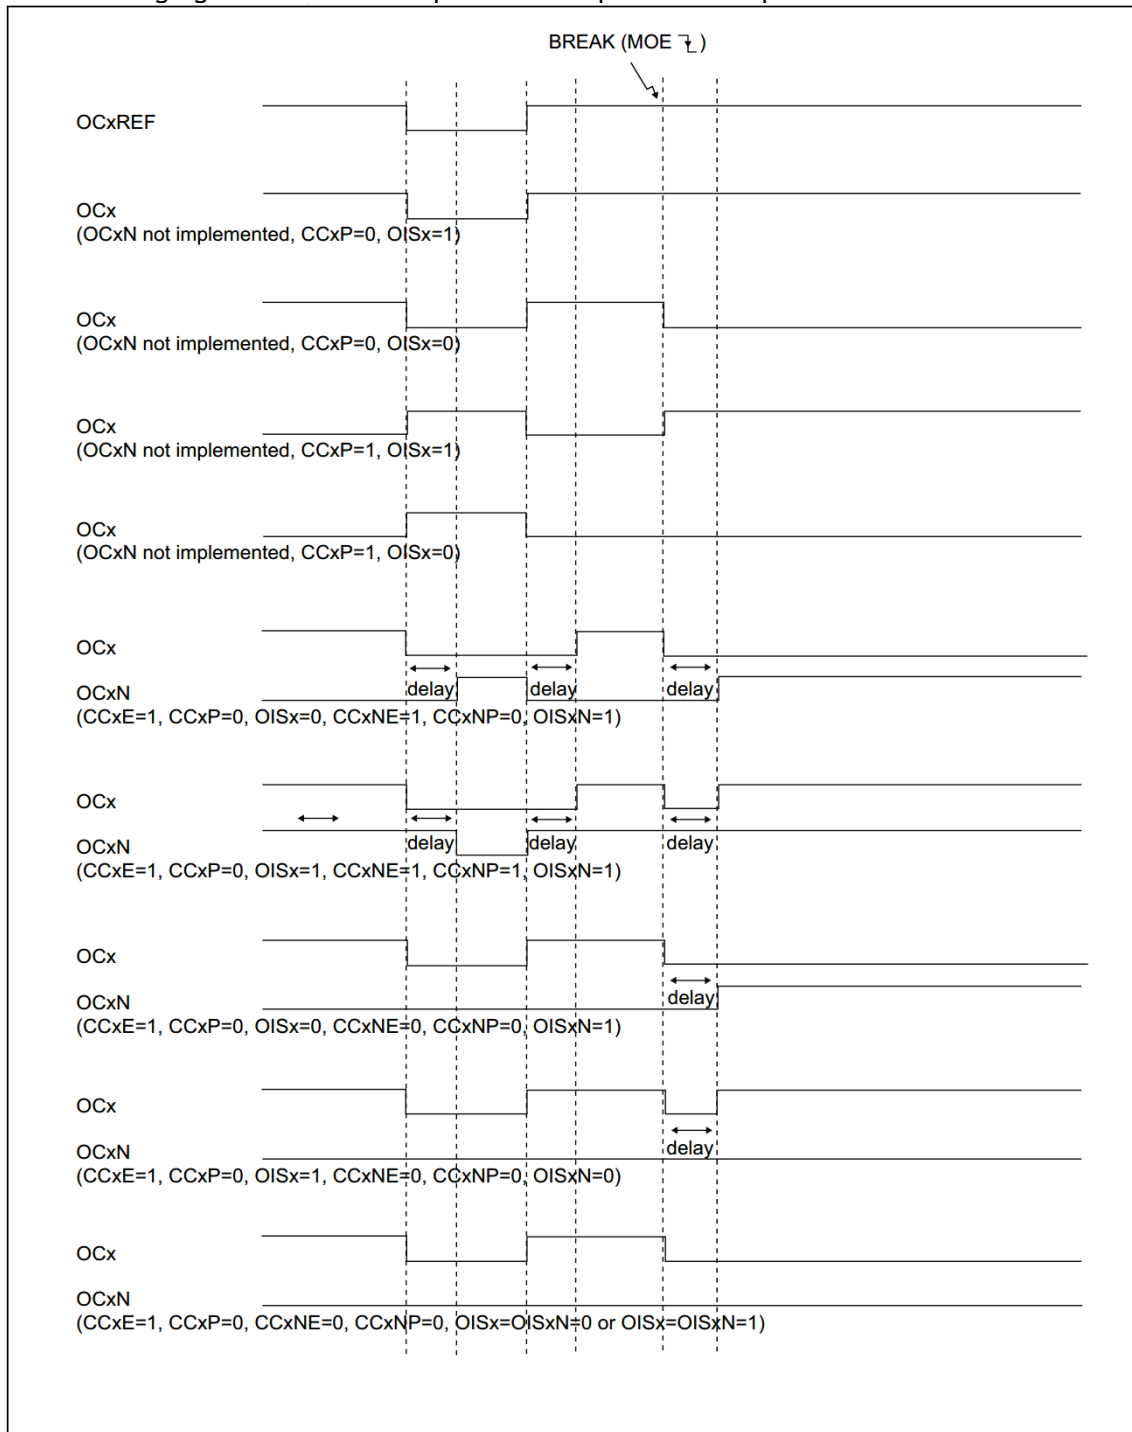 BREAK (MOE )
OCxREF
OCx
(OCxN not implemented, CCxP=0, OISx=1)
OCx
(OCxN not implemented, CCxP=0, OISx=0)
OCx
(OCxN not implemented, CCxP=1, OISx=1)
OCx
(OCxN not implemented, CCxP=1, OISx=0)
OCx
OCxN delay delay delay
(CCxE=1, CCxP=0, OISx=0, CCxNE=1, CCxNP=0, OISxN=1)
OCx
OCxN delay delay delay
(CCxE=1, CCxP=0, OISx=1, CCxNE=1, CCxNP=1, OISxN=1)
OCx
OCxN delay
(CCxE=1, CCxP=0, OISx=0, CCxNE=0, CCxNP=0, OISxN=1)
OCx
OCxN delay
(CCxE=1, CCxP=0, OISx=1, CCxNE=0, CCxNP=0, OISxN=0)
OCx
OCxN
(CCxE=1, CCxP=0, CCxNE=0, CCxNP=0, OISx=OISxN=0 or OISx=OISxN=1)